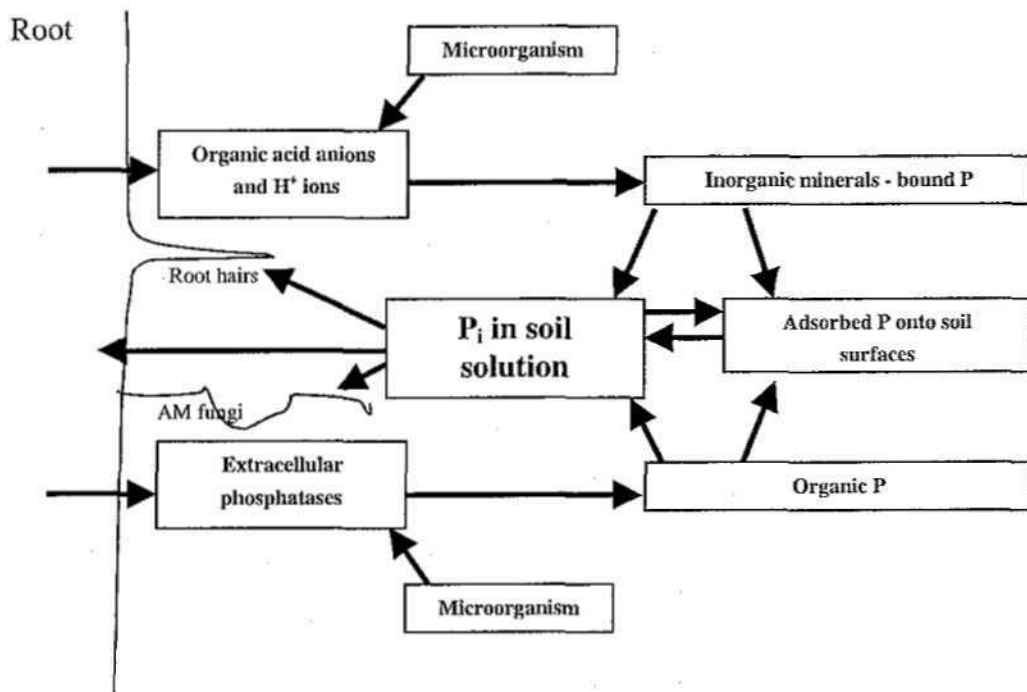 Root
Microorganism
Organic acid anions
and H⁺ ions
Inorganic minerals - bound P
Root hairs
Pᵢ in soil
solution
Adsorbed P onto soil
surfaces
AM fungi
Extracellular
phosphatases
Organic P
Microorganism